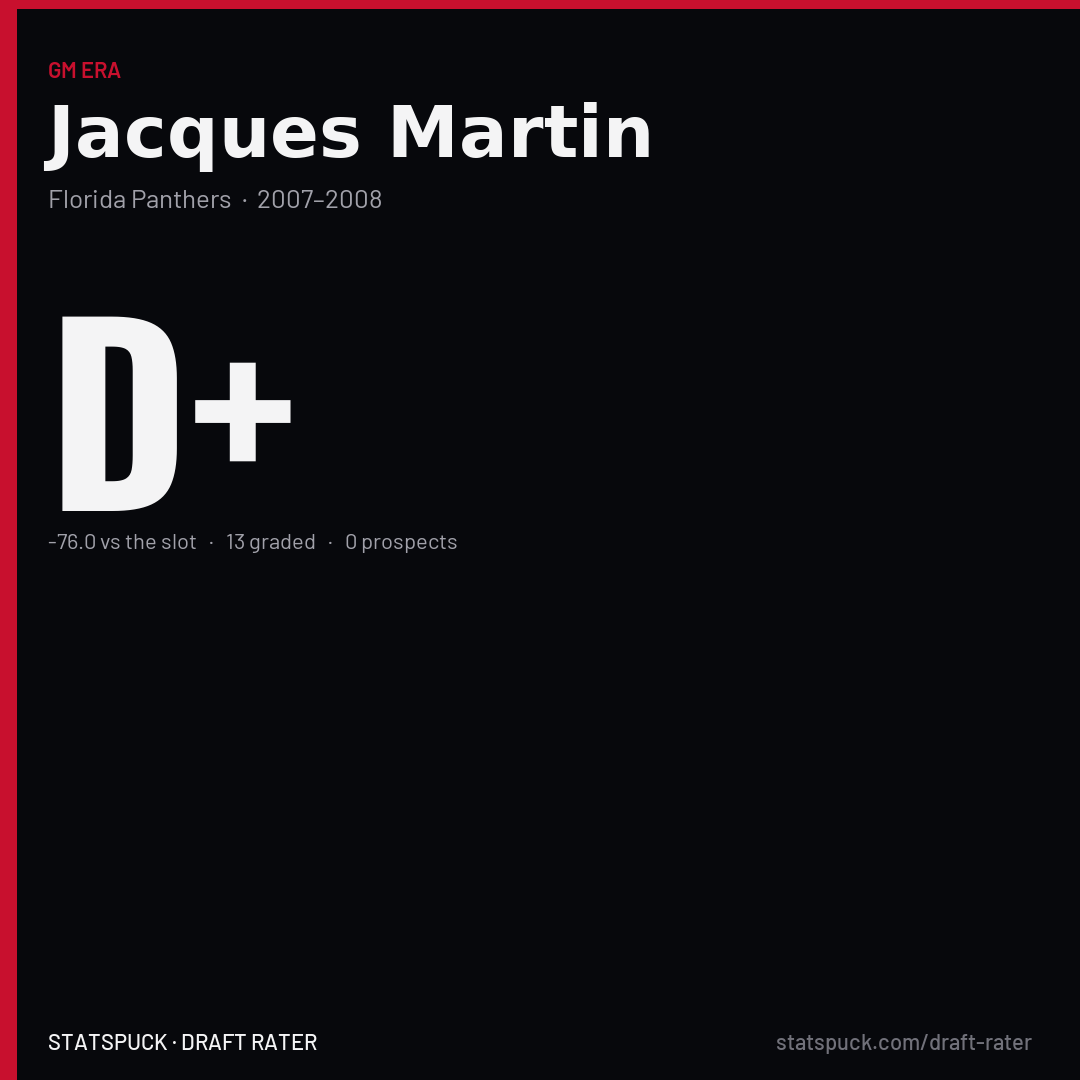 GM ERA
Jacques Martin
Florida Panthers · 2007–2008
D+
-76.0 vs the slot · 13 graded · 0 prospects
STATSPUCK · DRAFT RATER
statspuck.com/draft-rater